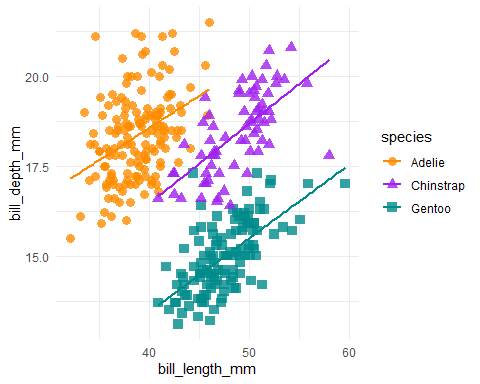 20.0
17.5
15.0
bill_depth_mm
40
50
60
bill_length_mm
species
Adelie
Chinstrap
Gentoo